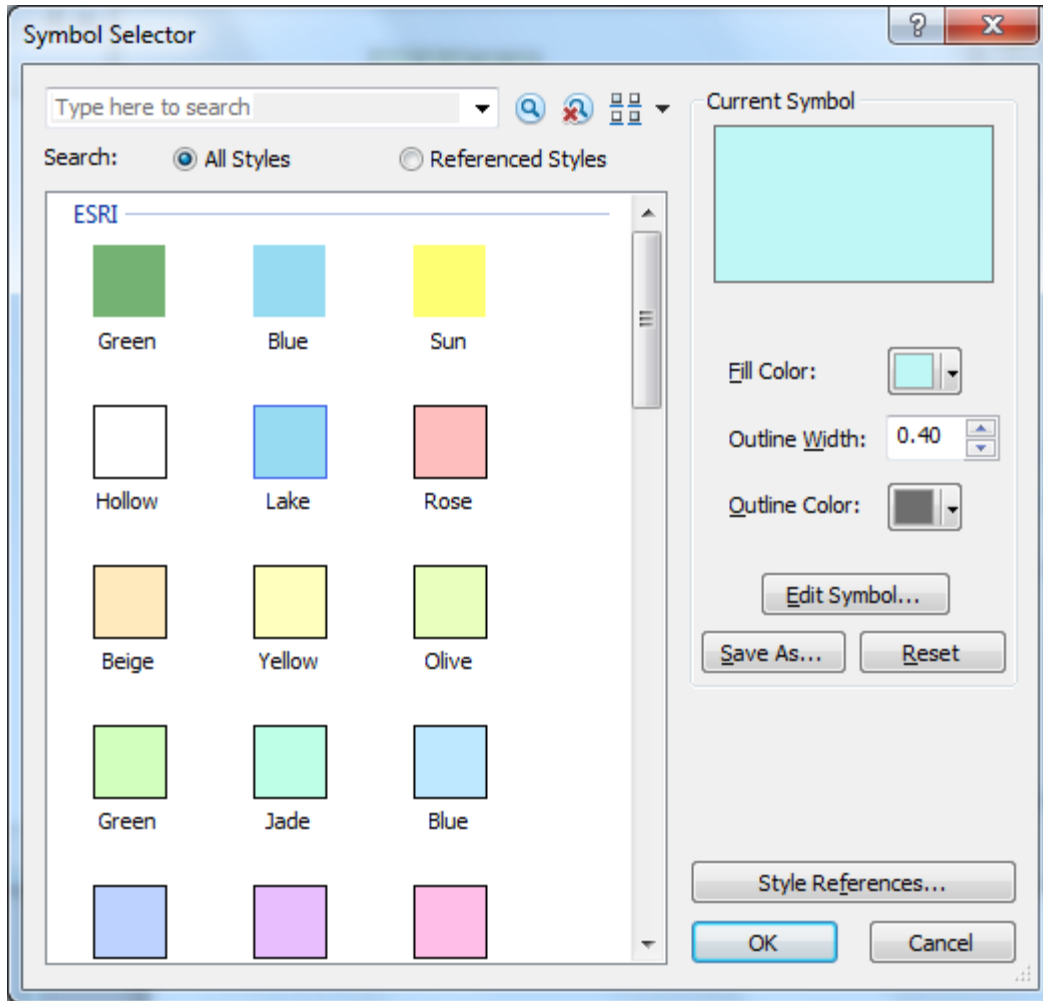 Symbol Selector
Type here to search
Search: All Styles Referenced Styles
ESRI
Green Blue Sun
Hollow Lake Rose
Beige Yellow Olive
Green Jade Blue
Current Symbol
Fill Color:
Outline Width: 0.40
Outline Color:
Edit Symbol...
Save As... Reset
Style References...
OK Cancel